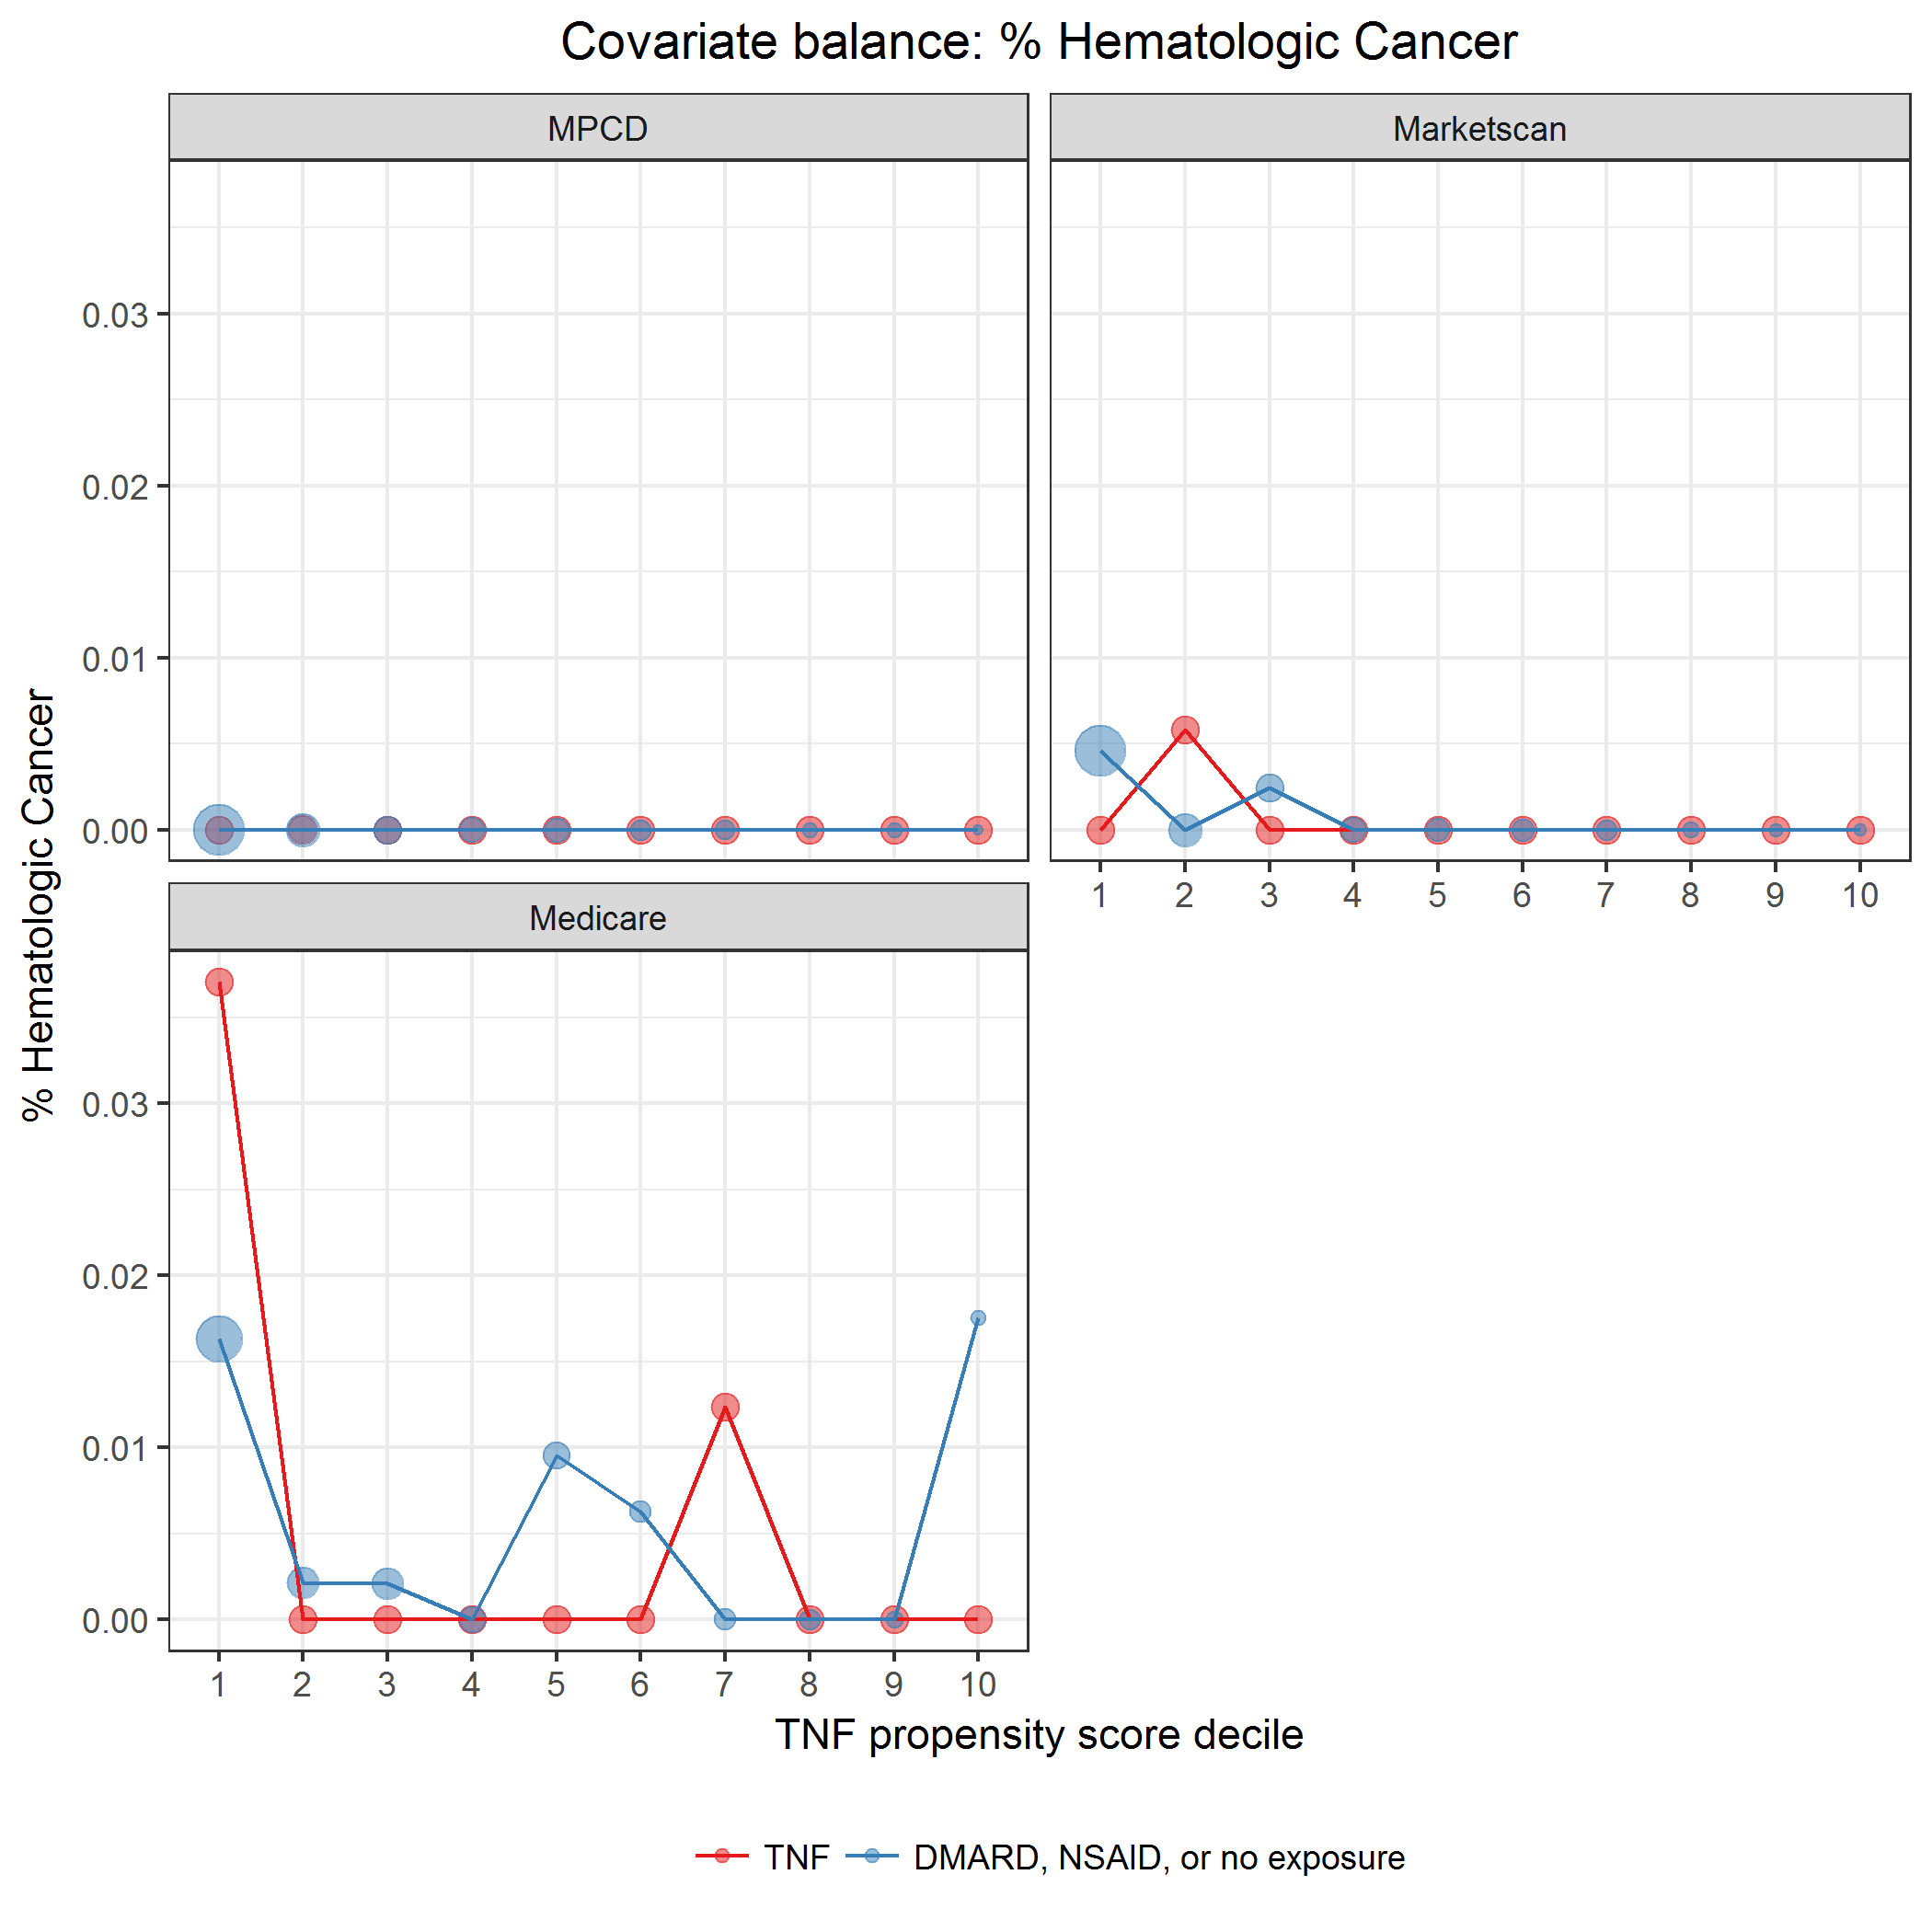 Covariate balance: % Hematologic Cancer
MPCD
Marketscan
0.03
0.02
0.01
0.00
1 2 3 4 5 6 7 8 9 10
% Hematologic Cancer
Medicare
0.03
0.02
0.01
0.00
1 2 3 4 5 6 7 8 9 10
TNF propensity score decile
TNF DMARD, NSAID, or no exposure